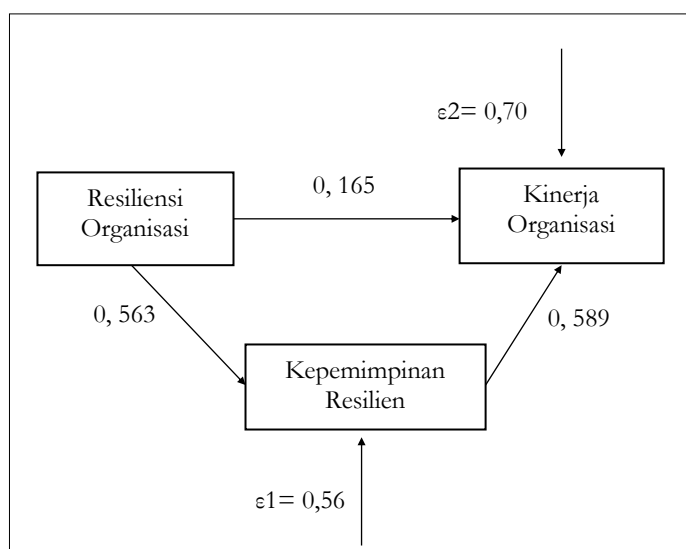 ε2= 0,70
Resiliensi
Organisasi
0, 165
Kinerja
Organisasi
0, 563
0, 589
Kepemimpinan
Resilien
ε1= 0,56